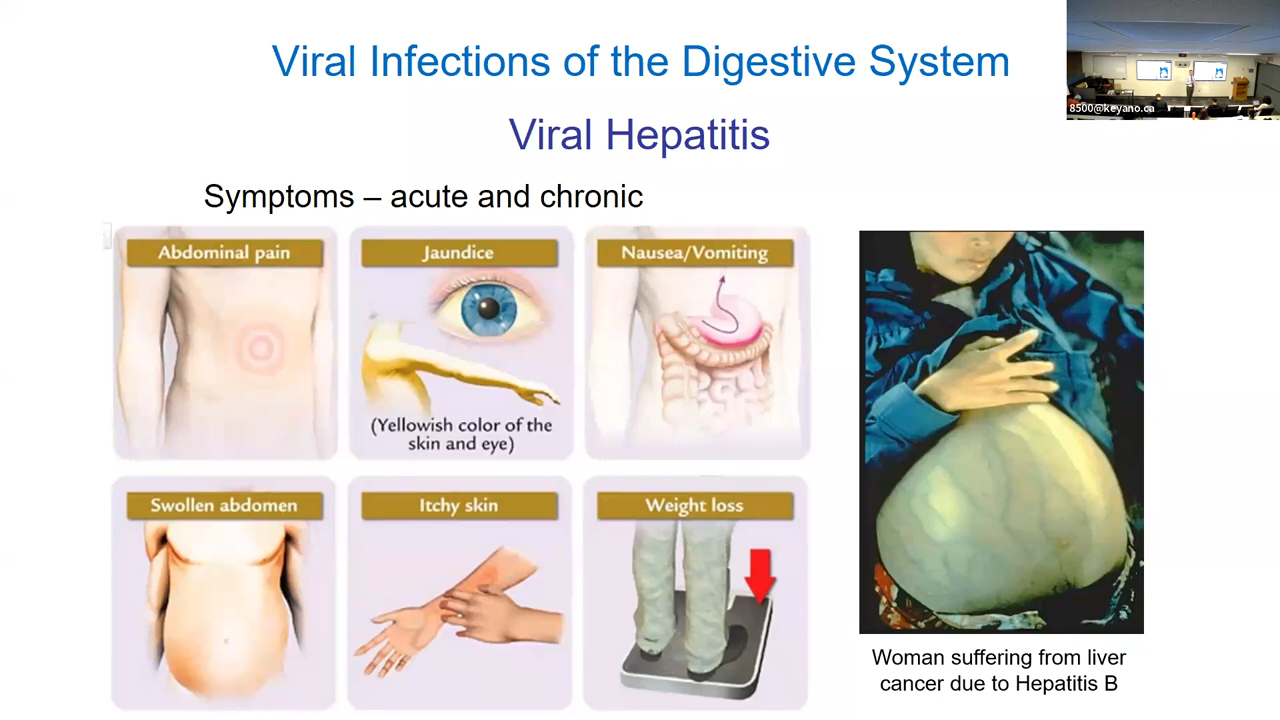 Viral Infections of the Digestive System
8500@keyano.ca
Viral Hepatitis
Symptoms – acute and chronic
Abdominal pain
Jaundice
(Yellowish color of the
skin and eye)
Nausea/Vomiting
Swollen abdomen
Itchy skin
Weight loss
Woman suffering from liver
cancer due to Hepatitis B